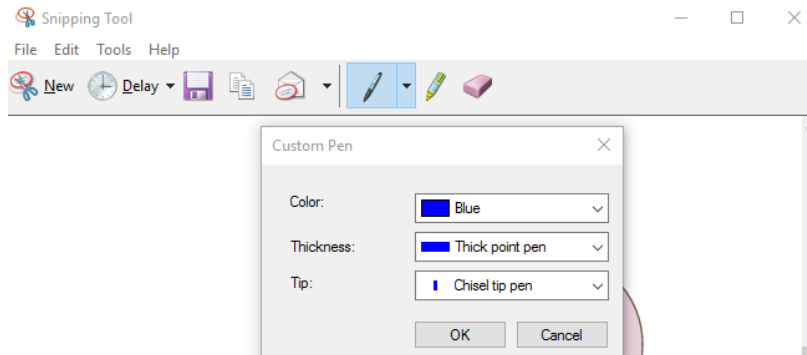 Snipping Tool
File Edit Tools Help
New Delay
Custom Pen
Color: Blue
Thickness: Thick point pen
Tip: Chisel tip pen
OK Cancel